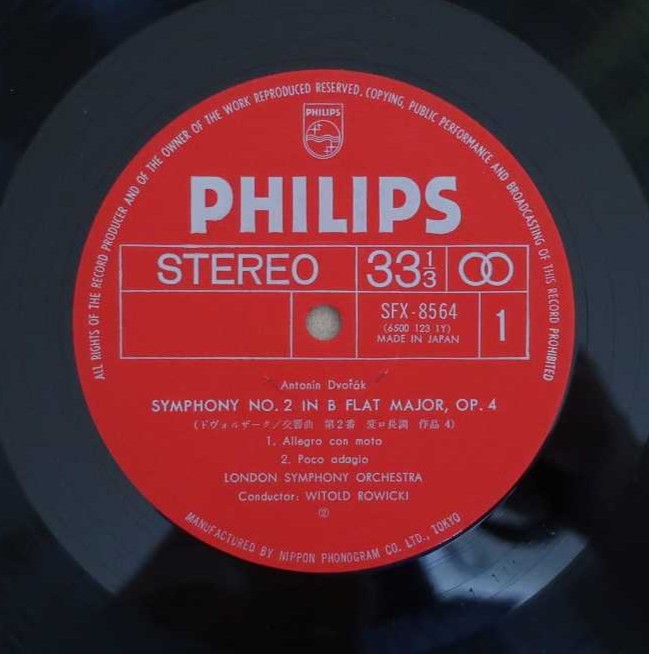 ALL RIGHTS OF THE RECORD PRODUCER AND OF THE OWNER OF THE WORK REPRODUCED RESERVED. COPYING, PUBLIC PERFORMANCE AND BROADCASTING OF THIS RECORD PROHIBITED
PHILIPS
PHILIPS
STEREO 33 1/3
SFX-8564
(6500 123 1Y)
MADE IN JAPAN
1
Antonín Dvořák
SYMPHONY NO. 2 IN B FLAT MAJOR, OP. 4
(ドヴォルザーク/交響曲 第2番 変ロ長調 作品 4)
1. Allegro con moto
2. Poco adagio
LONDON SYMPHONY ORCHESTRA
Conductor: WITOLD ROWICKI
②
MANUFACTURED BY NIPPON PHONOGRAM CO. LTD., TOKYO